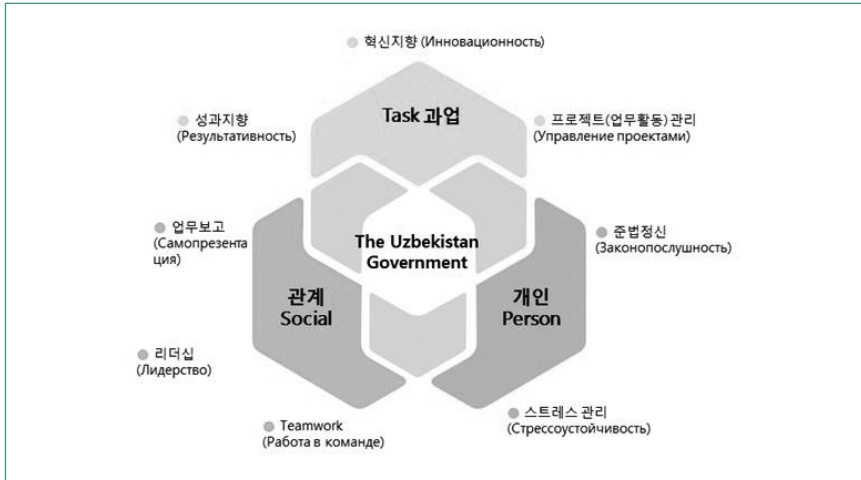 혁신지향 (Инновационность)
Task 과업
성과지향
(Результативность)
프로젝트(업무활동) 관리
(Управление проектами)
업무보고
(Самопрезента
ция)
The Uzbekistan
Government
준법정신
(Законопослушность)
관계
Social
개인
Person
리더십
(Лидерство)
Teamwork
(Работа в команде)
스트레스 관리
(Стрессоустойчивость)